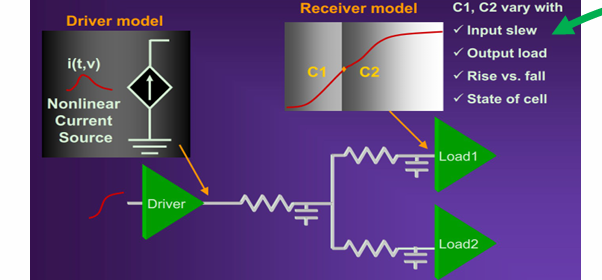 Driver model
i(t,v)
Nonlinear
Current
Source
Receiver model
C1
C2
C1, C2 vary with
✓ Input slew
✓ Output load
✓ Rise vs. fall
✓ State of cell
Driver
Load1
Load2